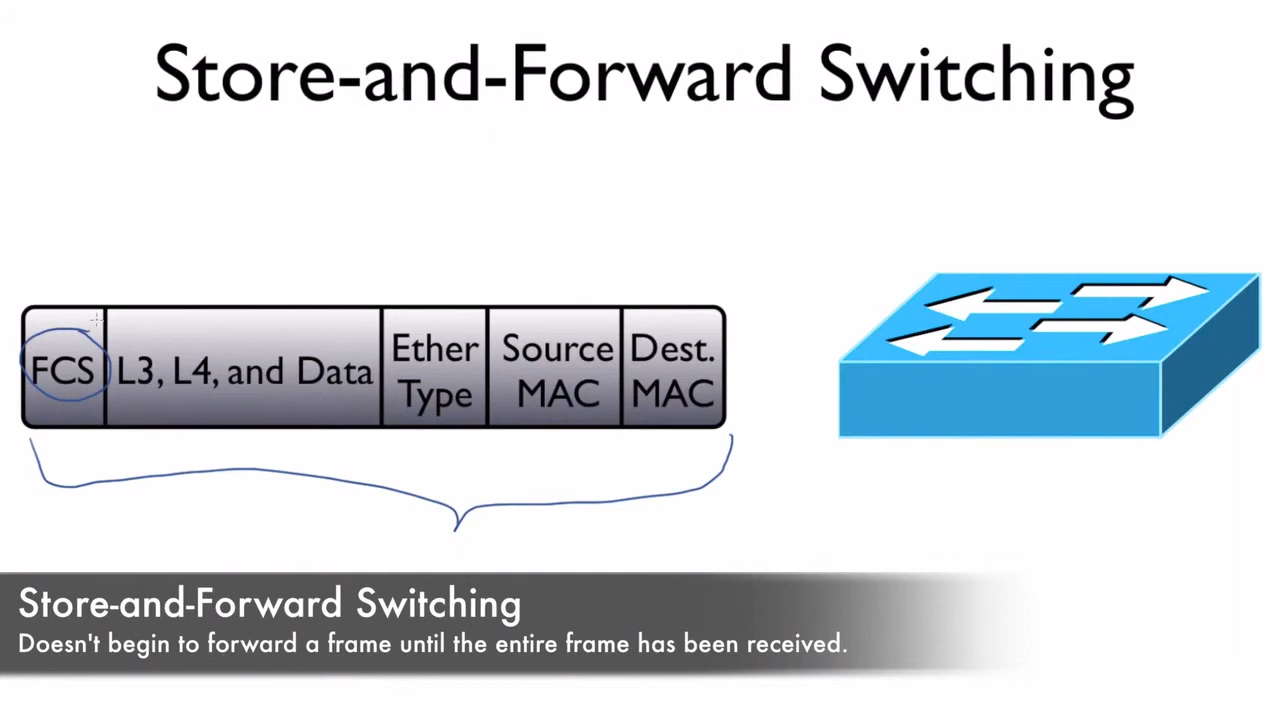 Store-and-Forward Switching
FCS
L3, L4, and Data
Ether
Type
Source
MAC
Dest.
MAC
Store-and-Forward Switching
Doesn't begin to forward a frame until the entire frame has been received.